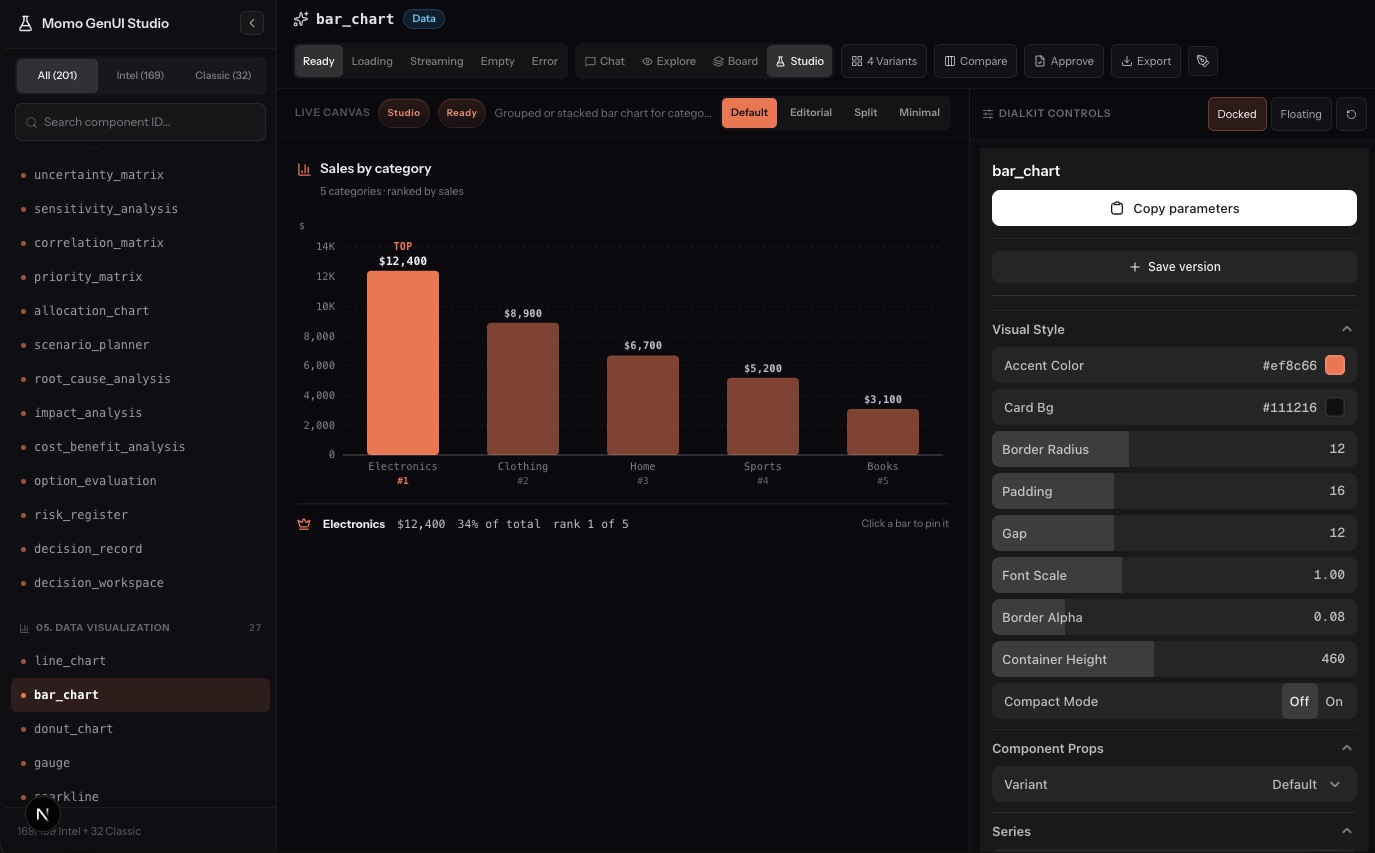 Momo GenUI Studio
All (201) Intel (169) Classic (32)
Search component ID...
uncertainty_matrix
sensitivity_analysis
correlation_matrix
priority_matrix
allocation_chart
scenario_planner
root_cause_analysis
impact_analysis
cost_benefit_analysis
option_evaluation
risk_register
decision_record
decision_workspace
05. DATA VISUALIZATION 27
line_chart
bar_chart
donut_chart
gauge
N
Intel + 32 Classic
bar_chart Data
Ready Loading Streaming Empty Error Chat Explore Board Studio 4 Variants Compare Approve Export
LIVE CANVAS Studio Ready Grouped or stacked bar chart for catego... Default Editorial Split Minimal
Sales by category
5 categories · ranked by sales
$
14K
12K
10K
8,000
6,000
4,000
2,000
0
TOP
$12,400
$8,900
$6,700
$5,200
$3,100
Electronics Clothing Home Sports Books
#1 #2 #3 #4 #5
Electronics $12,400 34% of total rank 1 of 5 Click a bar to pin it
DIALKIT CONTROLS Docked Floating
bar_chart
Copy parameters
Save version
Visual Style
Accent Color #ef8c66
Card Bg #111216
Border Radius 12
Padding 16
Gap 12
Font Scale 1.00
Border Alpha 0.08
Container Height 460
Compact Mode Off On
Component Props
Variant Default
Series